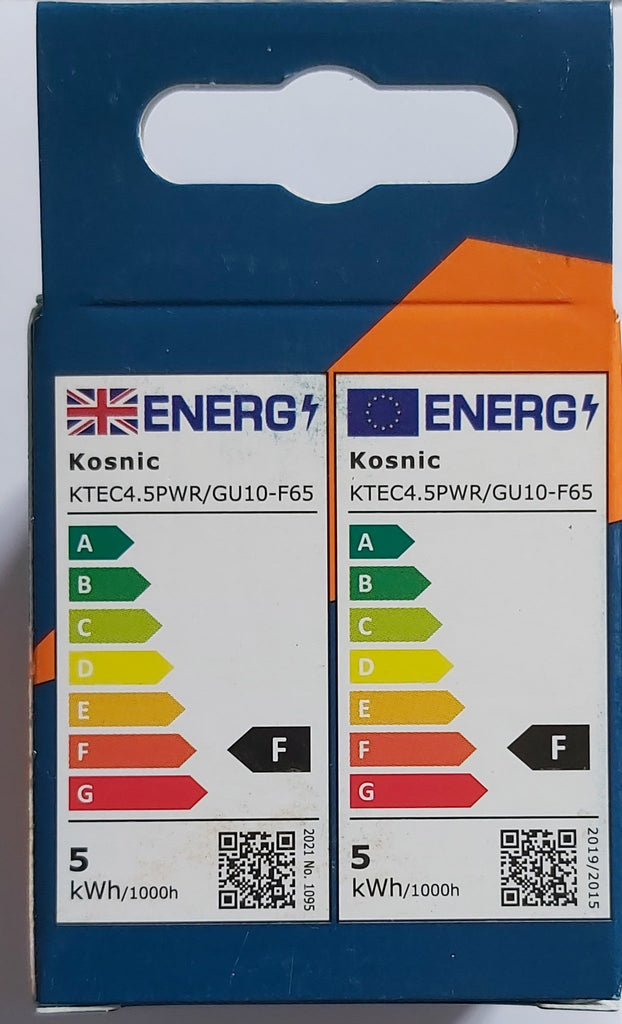 ENERG
Kosnic
KTEC4.5PWR/GU10-F65
A
B
C
D
E
F
F
G
5
kWh/1000h
2021 No. 1095
ENERG
Kosnic
KTEC4.5PWR/GU10-F65
A
B
C
D
E
F
F
G
5
kWh/1000h
2019/2015